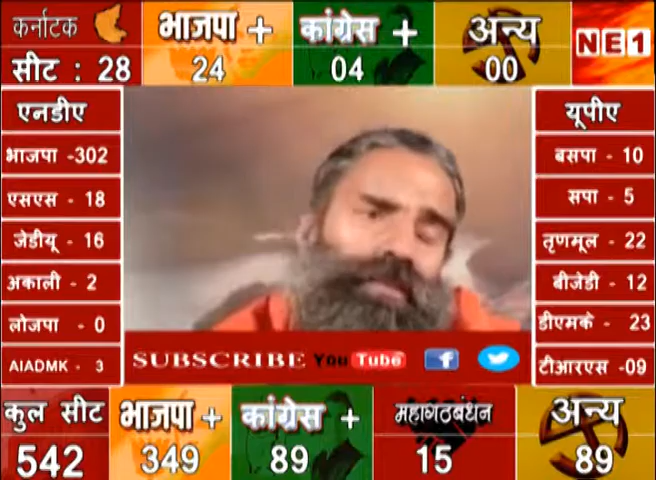 कर्नाटक
सीट : 28
भाजपा +
24
कांग्रेस +
04
अन्य
00
NE1
एनडीए
भाजपा -302
एसएस - 18
जेडीयू - 16
अकाली - 2
लोजपा - 0
AIADMK - 3
यूपीए
बसपा - 10
सपा - 5
तृणमूल - 22
बीजेडी - 12
डीएमके - 23
टीआरएस -09
SUBSCRIBE You Tube f
कुल सीट
542
भाजपा +
349
कांग्रेस +
89
महागठबंधन
15
अन्य
89